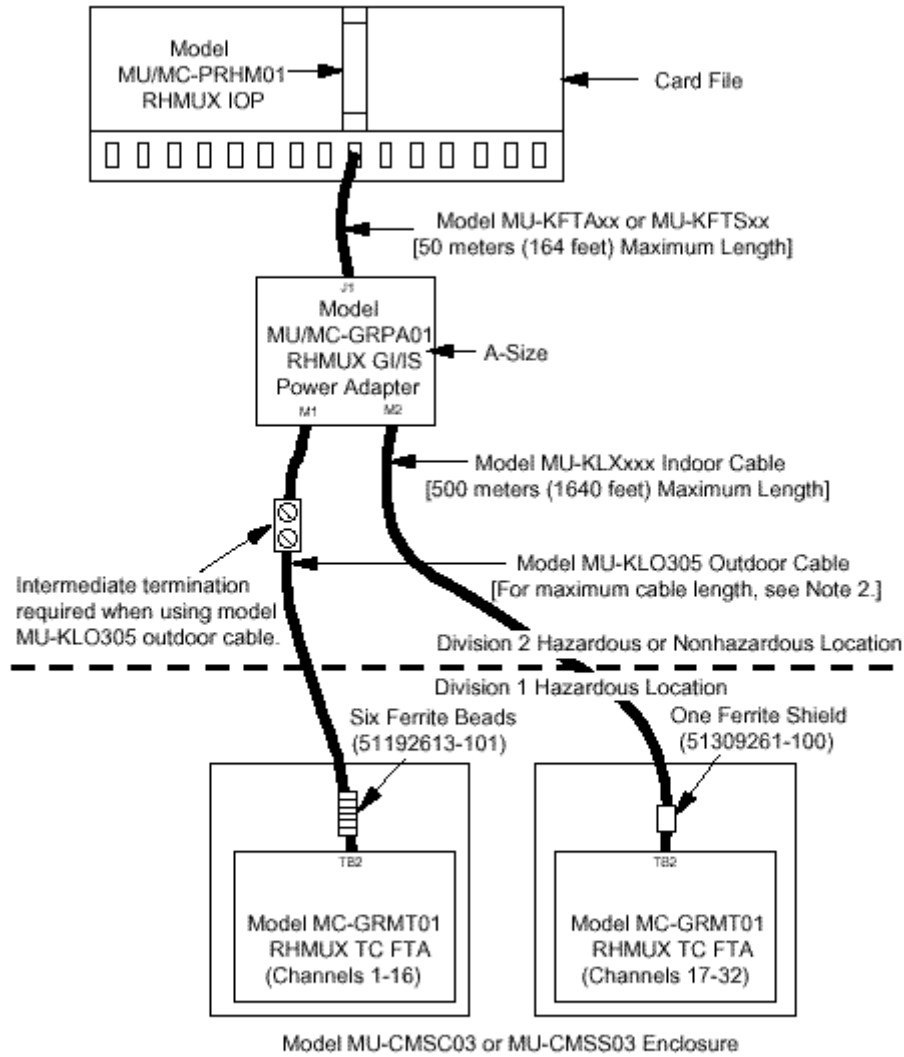 Model
MU/MC-PRHM01
RHMUX IOP
Card File
Model MU-KFTAxx or MU-KFTSxx
[50 meters (164 feet) Maximum Length]
J1
Model
MU/MC-GRPA01
RHMUX GI/IS
Power Adapter
M1
M2
A-Size
Model MU-KLXxxx Indoor Cable
[500 meters (1640 feet) Maximum Length]
Intermediate termination
required when using model
MU-KLO305 outdoor cable.
Model MU-KLO305 Outdoor Cable
[For maximum cable length, see Note 2.]
Division 2 Hazardous or Nonhazardous Location
Division 1 Hazardous Location
Six Ferrite Beads
(51192613-101)
One Ferrite Shield
(51309261-100)
TB2
Model MC-GRMT01
RHMUX TC FTA
(Channels 1-16)
TB2
Model MC-GRMT01
RHMUX TC FTA
(Channels 17-32)
Model MU-CMSC03 or MU-CMSS03 Enclosure